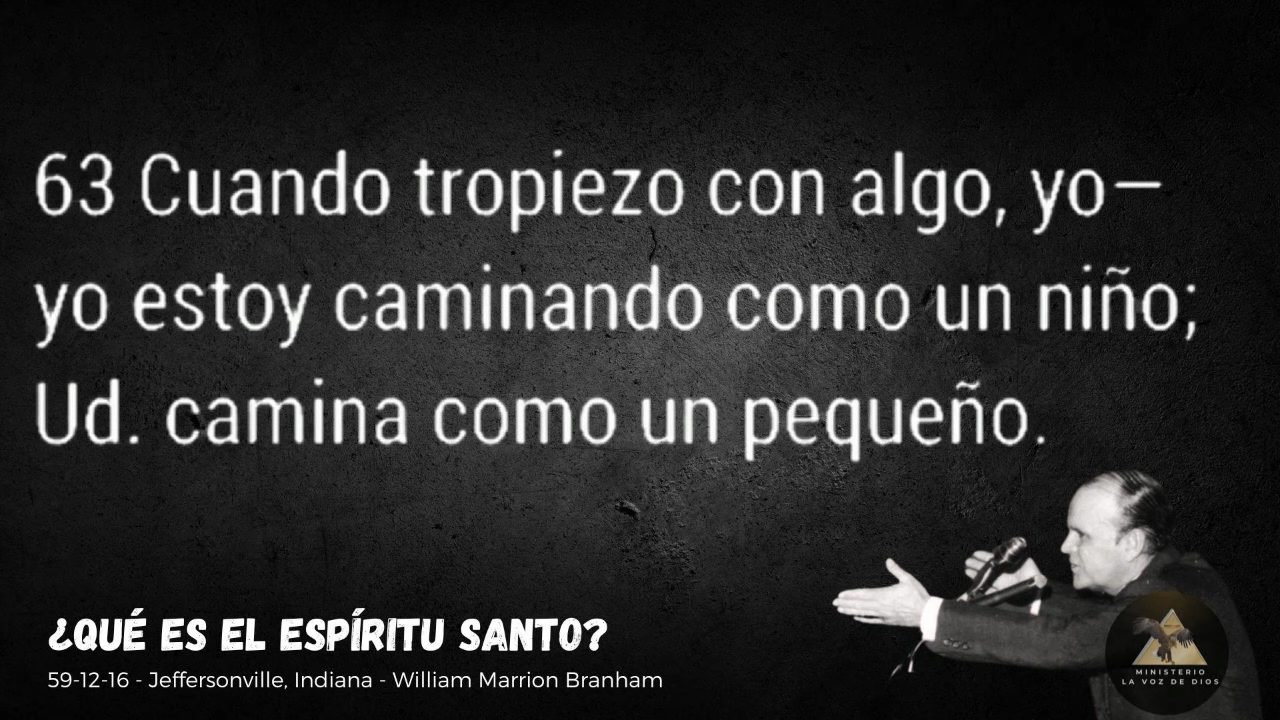 63 Cuando tropiezo con algo, yo—
yo estoy caminando como un niño;
Ud. camina como un pequeño.
¿QUÉ ES EL ESPÍRITU SANTO?
59-12-16 - Jeffersonville, Indiana - William Marrion Branham
MINISTERIO
LA VOZ DE DIOS